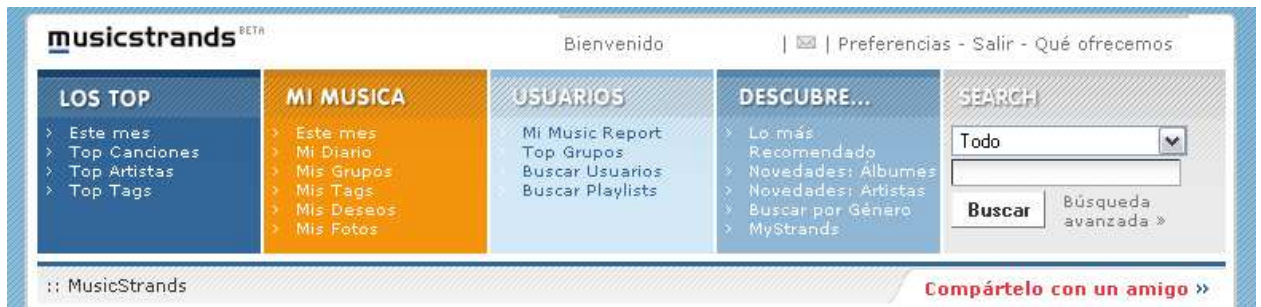 musicstrands BETA
Bienvenido | | Preferencias - Salir - Qué ofrecemos
LOS TOP
> Este mes
> Top Canciones
> Top Artistas
> Top Tags
MI MUSICA
> Este mes
> Mi Diario
> Mis Grupos
> Mis Tags
> Mis Deseos
> Mis Fotos
USUARIOS
> Mi Music Report
> Top Grupos
> Buscar Usuarios
> Buscar Playlists
DESCUBRE...
> Lo más
Recomendado
> Novedades: Álbumes
> Novedades: Artistas
> Buscar por Género
> MyStrands
SEARCH
Todo
Buscar
Búsqueda
avanzada »
:: MusicStrands
Compártelo con un amigo »